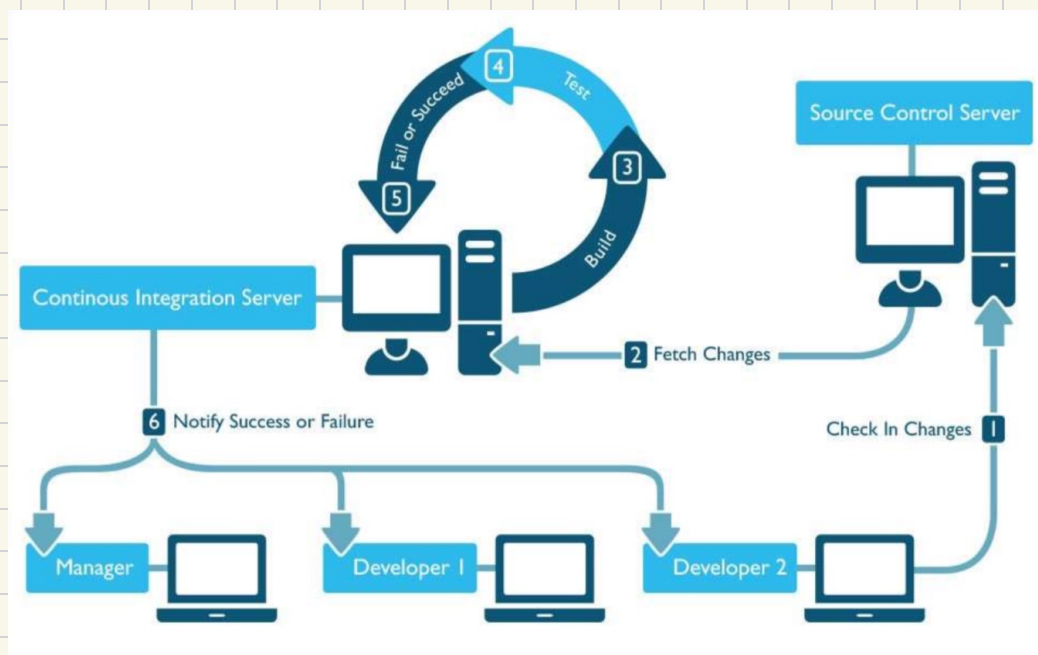 4
Test
Fail or Succeed
Source Control Server
3
5
Build
Continous Integration Server
2 Fetch Changes
6 Notify Success or Failure
Check In Changes 1
Manager
Developer 1
Developer 2